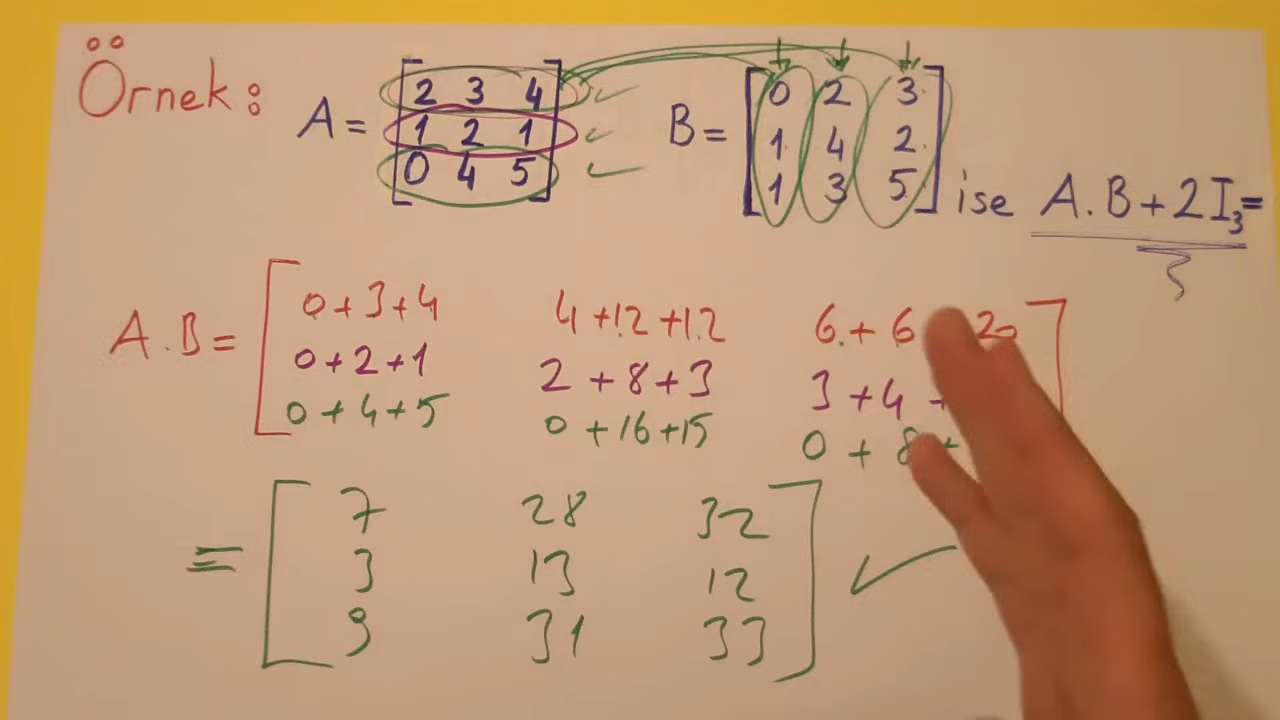 Örnek:
A = [2 3 4
1 2 1
0 4 5]
B = [0 2 3
1 4 2
1 3 5] ise A.B+2I₃=
A.B = [0+3+4 4+12+12 6+6 20
0+2+1 2+8+3 3+4+
0+4+5 0+16+15 0+8+
= [7 28 32
3 13 12
9 31 33]